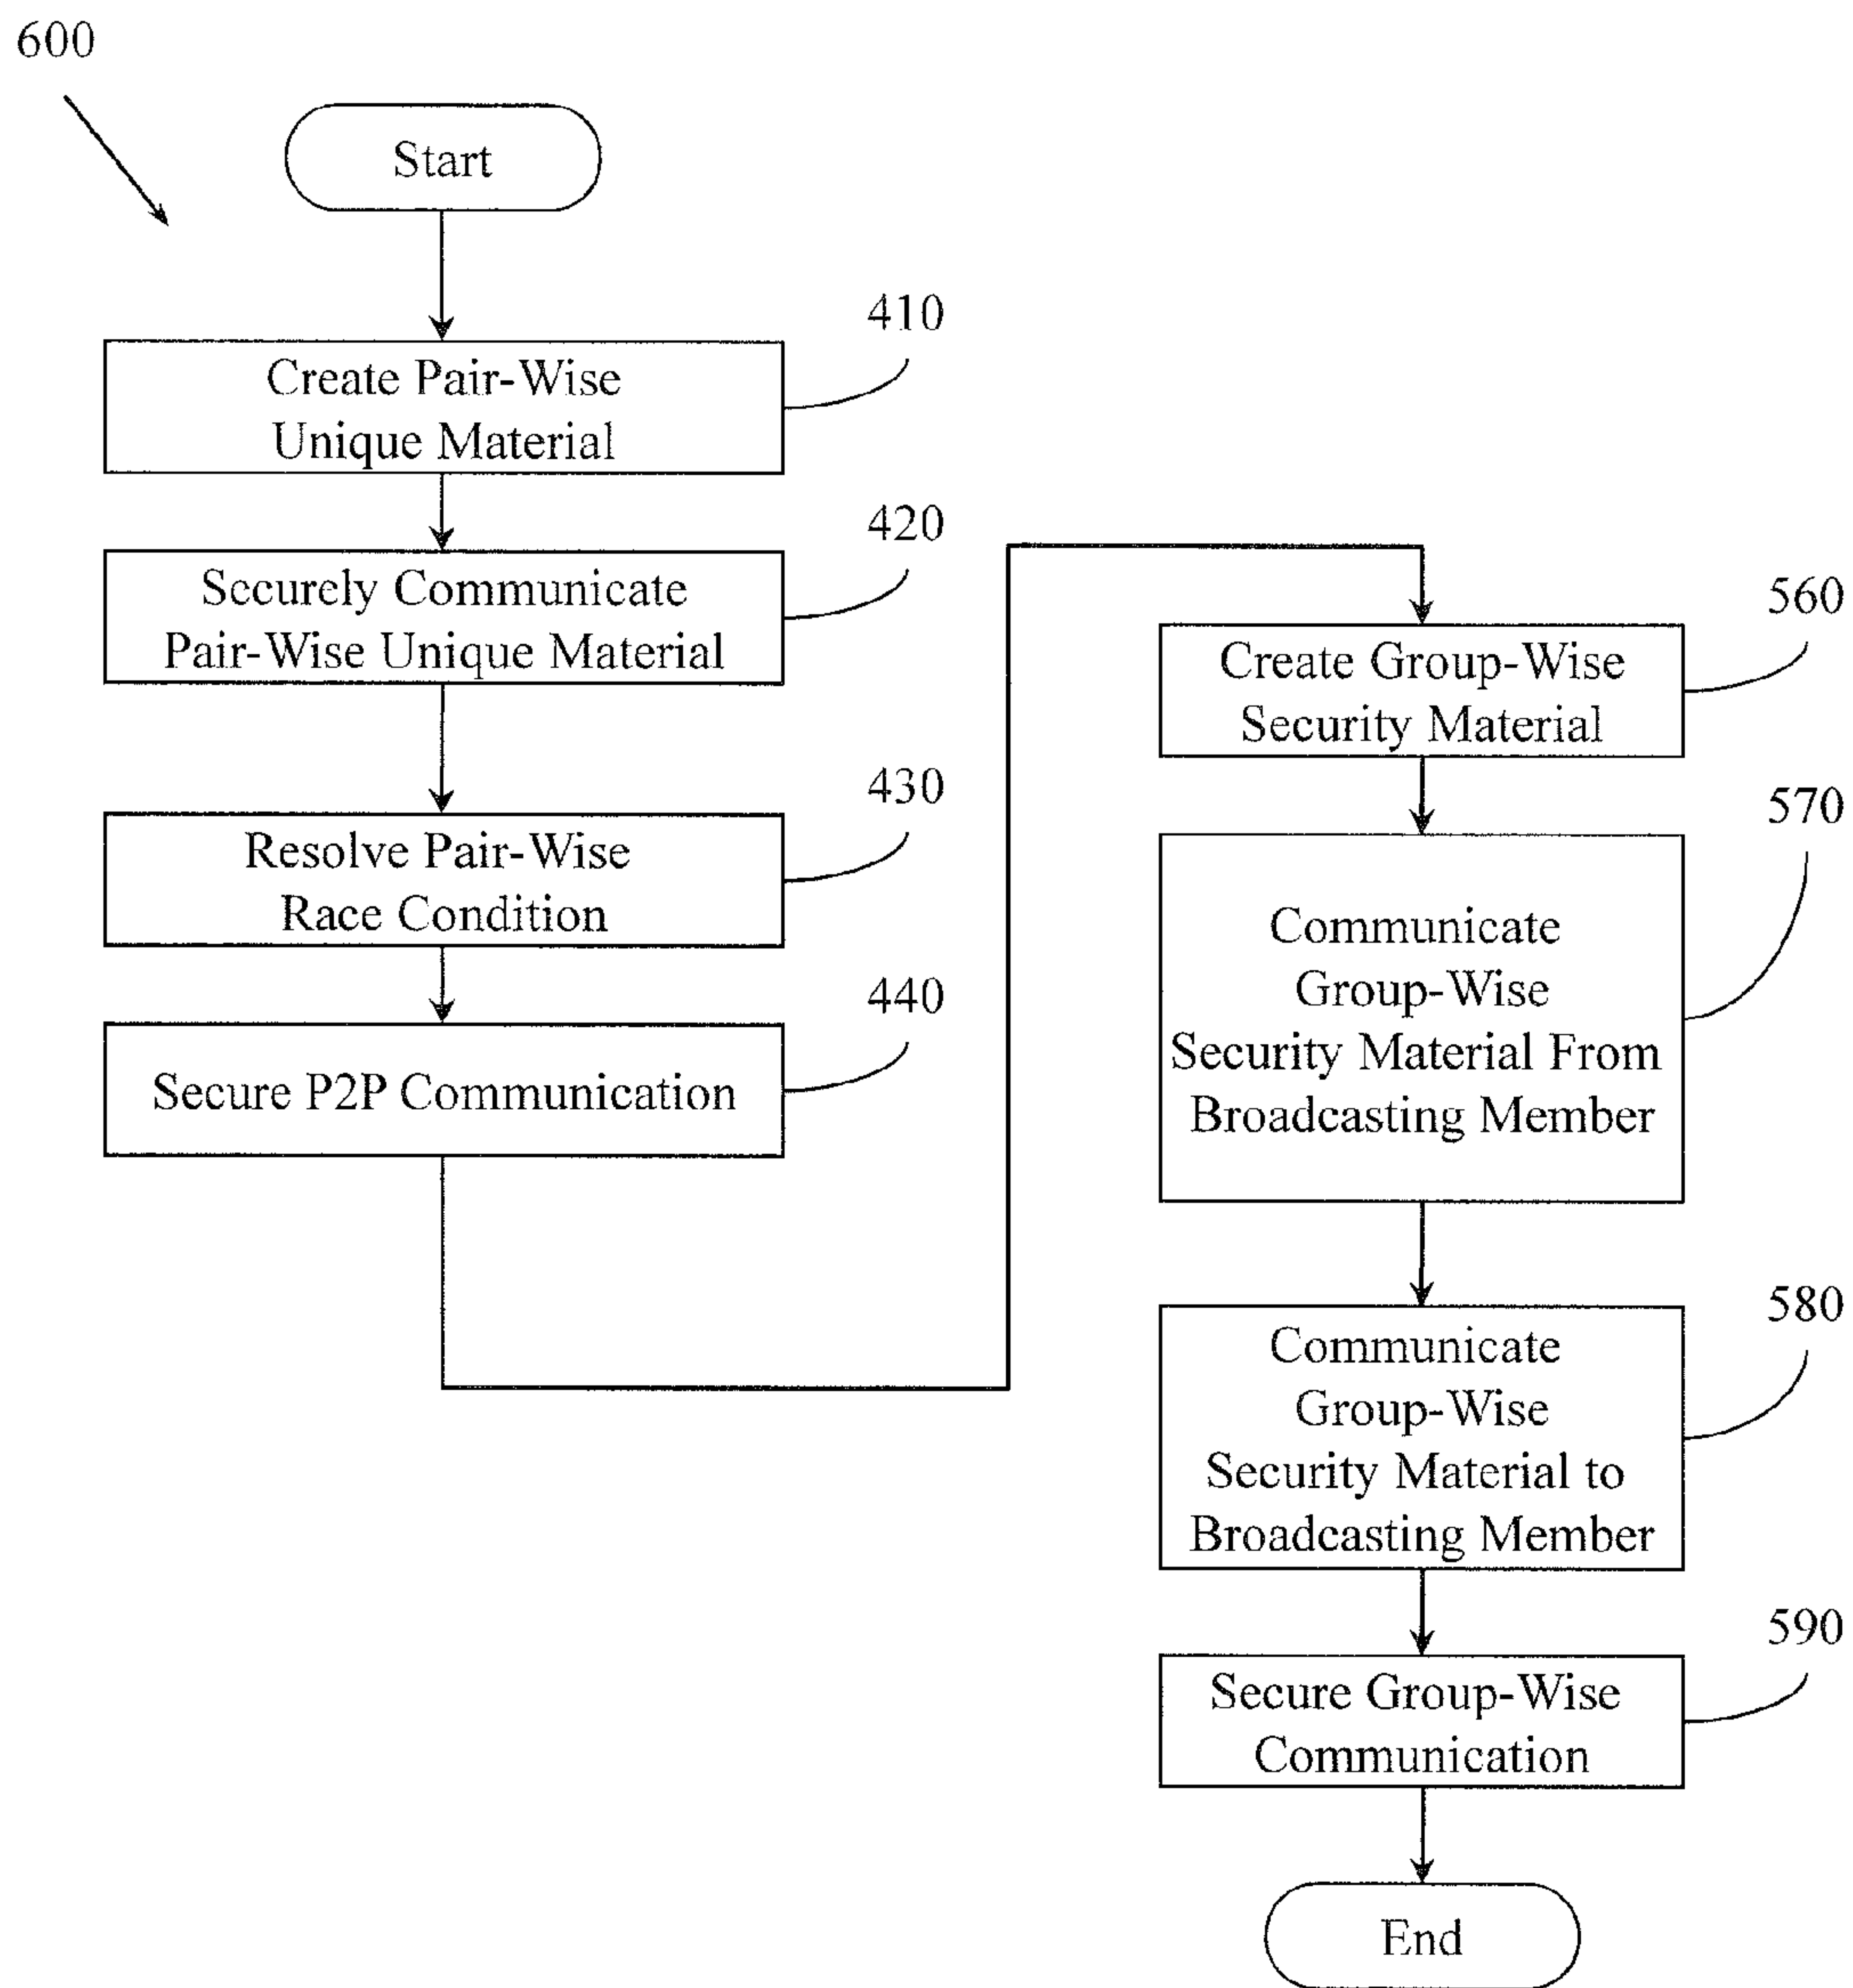 600
Start
410
Create Pair-Wise
Unique Material
420
Securely Communicate
Pair-Wise Unique Material
430
Resolve Pair-Wise
Race Condition
440
Secure P2P Communication
560
Create Group-Wise
Security Material
570
Communicate
Group-Wise
Security Material From
Broadcasting Member
580
Communicate
Group-Wise
Security Material to
Broadcasting Member
590
Secure Group-Wise
Communication
End